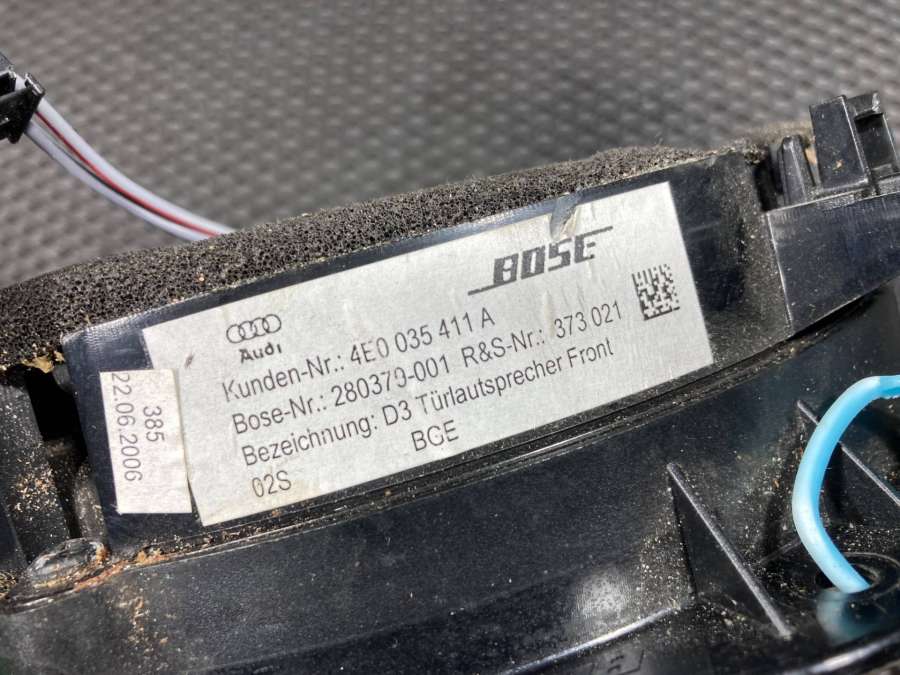 BOSE
Audi
Kunden-Nr.: 4E0 035 411 A
Bose-Nr.: 280379-001 R&S-Nr.: 373 021
Bezeichnung: D3 Türlautsprecher Front
02S BGE
385
22.06.2006